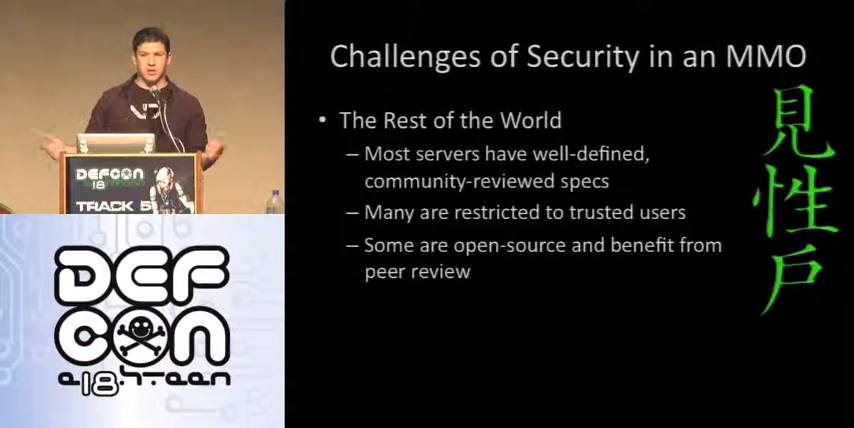 DEFCON
18
TRACK 5
DEF
CON
e18hteen
Challenges of Security in an MMO
• The Rest of the World
– Most servers have well-defined,
community-reviewed specs
– Many are restricted to trusted users
– Some are open-source and benefit from
peer review
見
性
戸